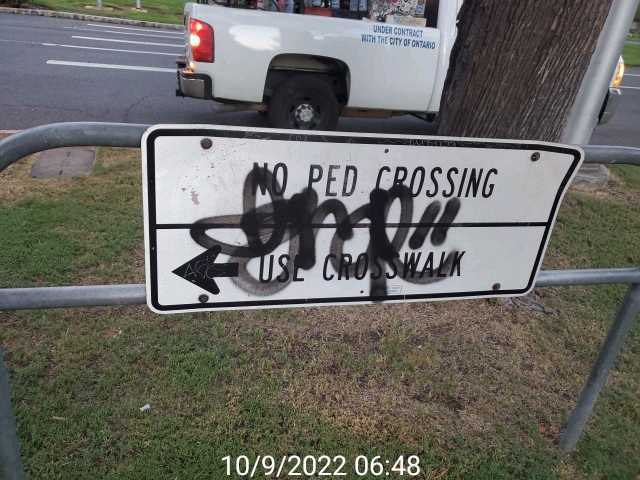 UNDER CONTRACT
WITH THE CITY OF ONTARIO
NO PED CROSSING
USE CROSSWALK
10/9/2022 06:48